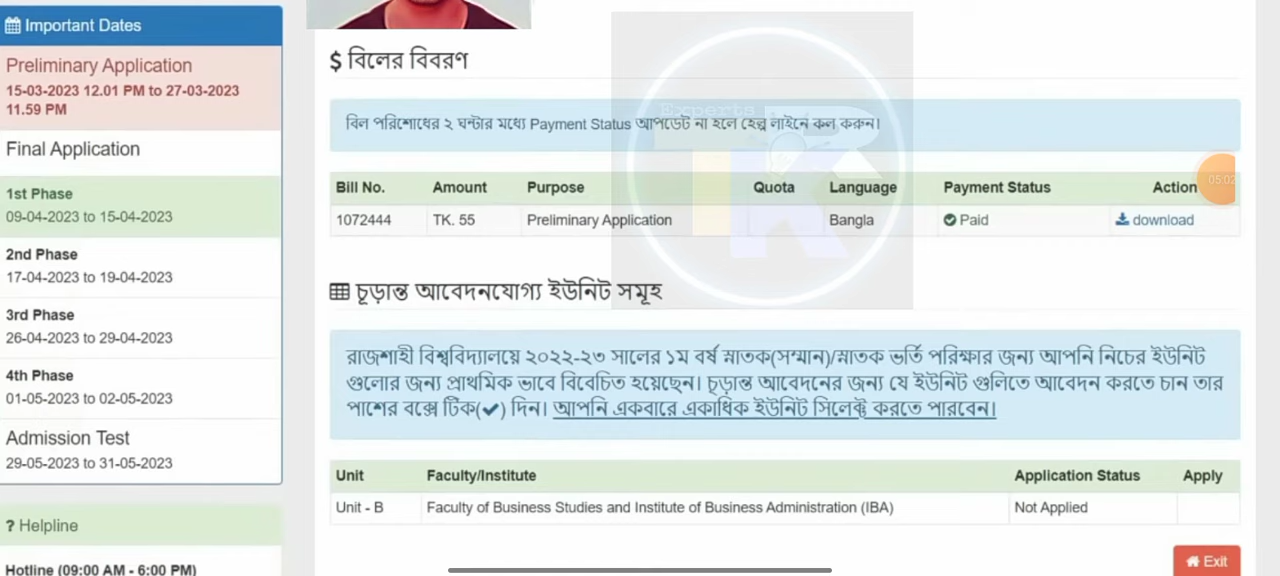 Important Dates
Preliminary Application
15-03-2023 12.01 PM to 27-03-2023
11.59 PM
Final Application
1st Phase
09-04-2023 to 15-04-2023
2nd Phase
17-04-2023 to 19-04-2023
3rd Phase
26-04-2023 to 29-04-2023
4th Phase
01-05-2023 to 02-05-2023
Admission Test
29-05-2023 to 31-05-2023
? Helpline
Hotline (09:00 AM - 6:00 PM)
$ বিলের বিবরণ
Experts
বিল পরিশোধের ২ ঘন্টার মধ্যে Payment Status আপডেট না হলে হেল্প লাইনে কল করুন।
TKR
05:02
Bill No. Amount Purpose Quota Language Payment Status Action
1072444 TK. 55 Preliminary Application Bangla Paid download
চূড়ান্ত আবেদনযোগ্য ইউনিট সমূহ
রাজশাহী বিশ্ববিদ্যালয়ে ২০২২-২৩ সালের ১ম বর্ষ স্নাতক(সম্মান)/স্নাতক ভর্তি পরিক্ষার জন্য আপনি নিচের ইউনিট
গুলোর জন্য প্রাথমিক ভাবে বিবেচিত হয়েছেন। চূড়ান্ত আবেদনের জন্য যে ইউনিট গুলিতে আবেদন করতে চান তার
পাশের বক্সে টিক(✔) দিন। আপনি একবারে একাধিক ইউনিট সিলেক্ট করতে পারবেন।
Unit Faculty/Institute Application Status Apply
Unit - B Faculty of Business Studies and Institute of Business Administration (IBA) Not Applied
Exit